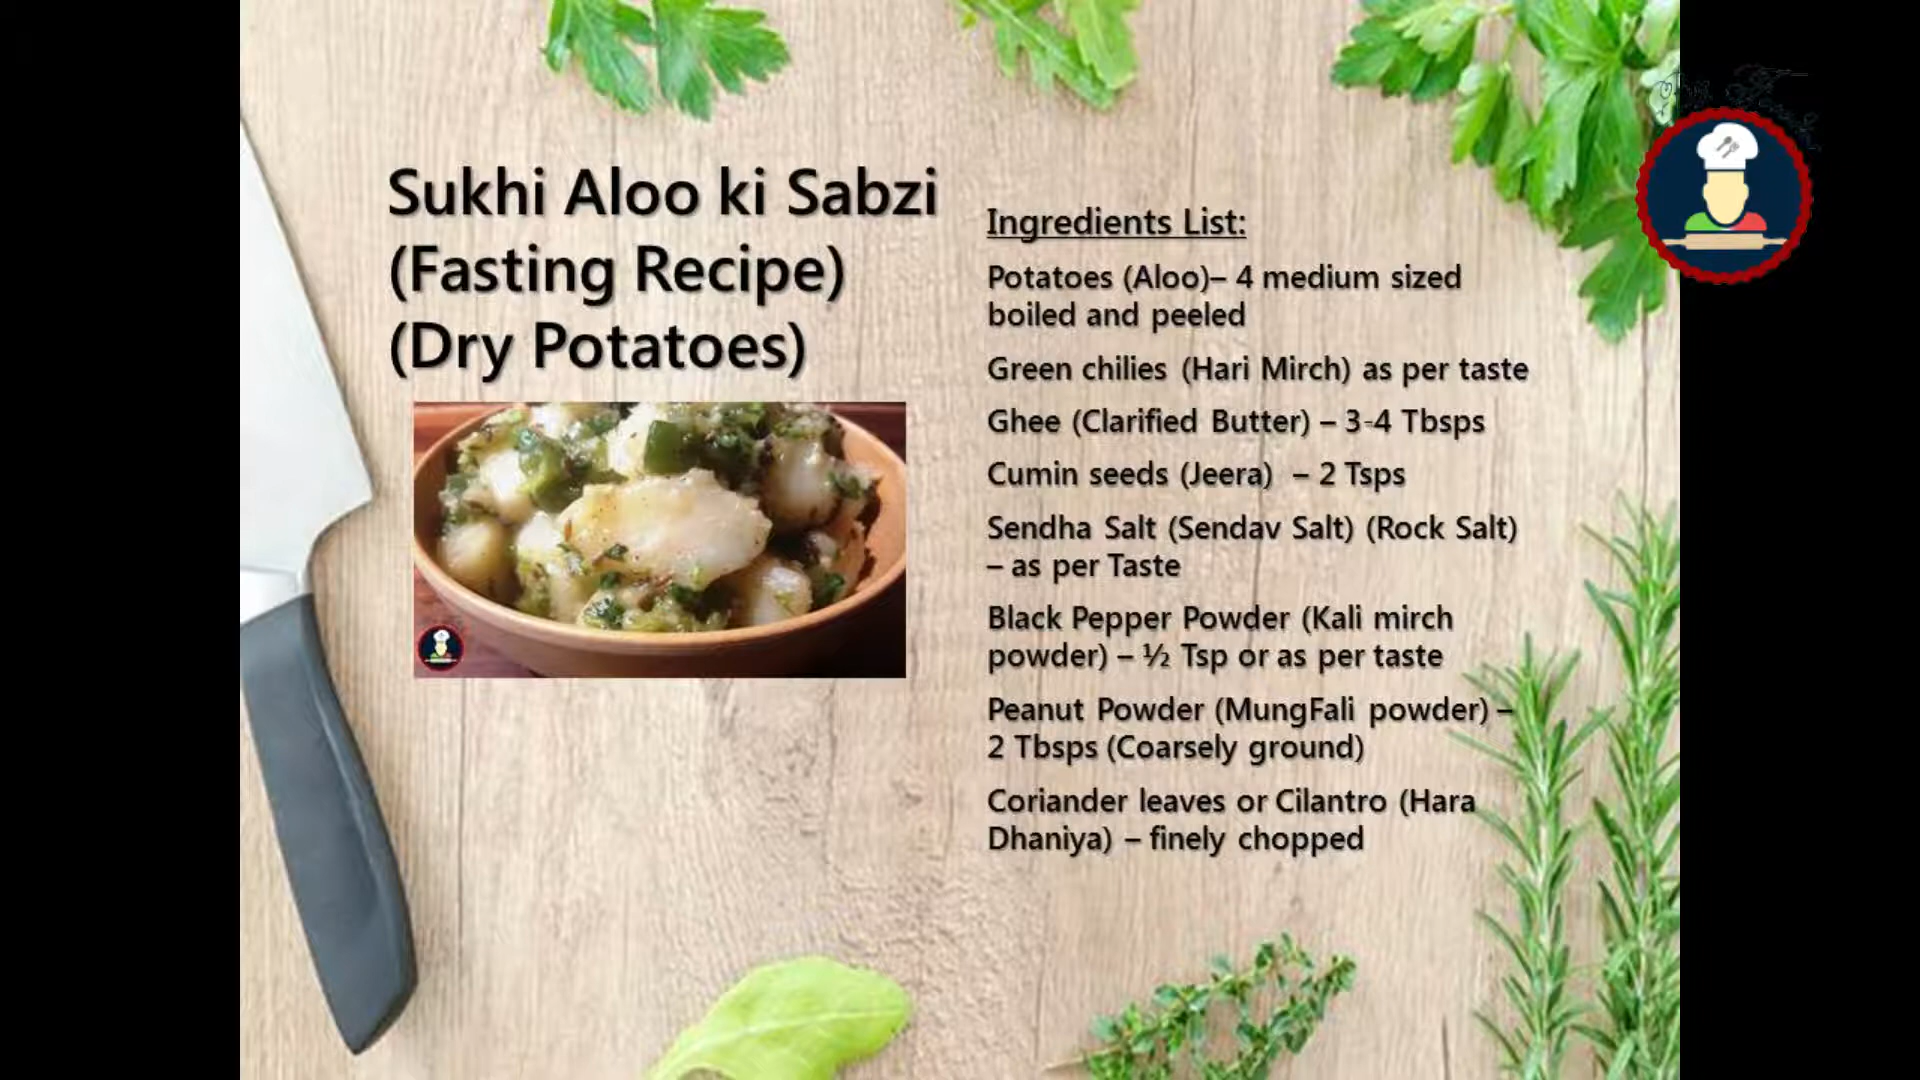 Sukhi Aloo ki Sabzi
(Fasting Recipe)
(Dry Potatoes)
Ingredients List:
Potatoes (Aloo)– 4 medium sized
boiled and peeled
Green chilies (Hari Mirch) as per taste
Ghee (Clarified Butter) – 3-4 Tbsps
Cumin seeds (Jeera) – 2 Tsps
Sendha Salt (Sendav Salt) (Rock Salt)
– as per Taste
Black Pepper Powder (Kali mirch
powder) – ½ Tsp or as per taste
Peanut Powder (MungFali powder) –
2 Tbsps (Coarsely ground)
Coriander leaves or Cilantro (Hara
Dhaniya) – finely chopped